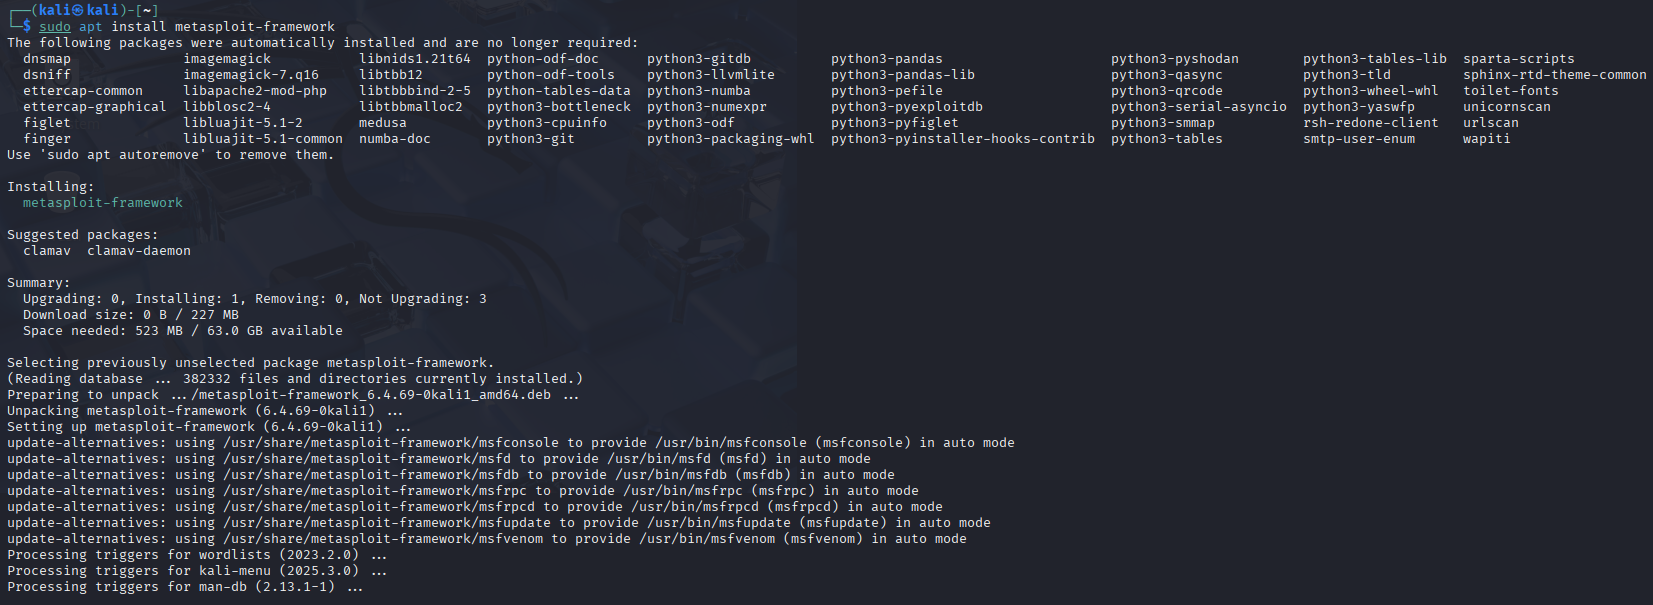 ┌──(kali㉿kali)-[~]
└─$ sudo apt install metasploit-framework
The following packages were automatically installed and are no longer required:
  dnsmap              imagemagick           libnids1.21t64  python-odf-doc      python3-gitdb          python3-pandas                     python3-pyshodan        python3-tables-lib  sparta-scripts
  dsniff              imagemagick-7.q16     libtbb12        python-odf-tools    python3-llvmlite       python3-pandas-lib                 python3-qasync          python3-tld         sphinx-rtd-theme-common
  ettercap-common     libapache2-mod-php    libtbbbind-2-5  python-tables-data  python3-numba          python3-pefile                     python3-qrcode          python3-wheel-whl   toilet-fonts
  ettercap-graphical  libblosc2-4           libtbbmalloc2   python3-bottleneck  python3-numexpr        python3-pyexploitdb                python3-serial-asyncio  python3-yaswfp      unicornscan
  figlet              libluajit-5.1-2       medusa          python3-cpuinfo     python3-odf            python3-pyfiglet                   python3-smmap           rsh-redone-client   urlscan
  finger              libluajit-5.1-common  numba-doc       python3-git         python3-packaging-whl  python3-pyinstaller-hooks-contrib  python3-tables          smtp-user-enum      wapiti
Use 'sudo apt autoremove' to remove them.

Installing:
  metasploit-framework

Suggested packages:
  clamav  clamav-daemon

Summary:
  Upgrading: 0, Installing: 1, Removing: 0, Not Upgrading: 3
  Download size: 0 B / 227 MB
  Space needed: 523 MB / 63.0 GB available

Selecting previously unselected package metasploit-framework.
(Reading database ... 382332 files and directories currently installed.)
Preparing to unpack .../metasploit-framework_6.4.69-0kali1_amd64.deb ...
Unpacking metasploit-framework (6.4.69-0kali1) ...
Setting up metasploit-framework (6.4.69-0kali1) ...
update-alternatives: using /usr/share/metasploit-framework/msfconsole to provide /usr/bin/msfconsole (msfconsole) in auto mode
update-alternatives: using /usr/share/metasploit-framework/msfd to provide /usr/bin/msfd (msfd) in auto mode
update-alternatives: using /usr/share/metasploit-framework/msfdb to provide /usr/bin/msfdb (msfdb) in auto mode
update-alternatives: using /usr/share/metasploit-framework/msfrpc to provide /usr/bin/msfrpc (msfrpc) in auto mode
update-alternatives: using /usr/share/metasploit-framework/msfrpcd to provide /usr/bin/msfrpcd (msfrpcd) in auto mode
update-alternatives: using /usr/share/metasploit-framework/msfupdate to provide /usr/bin/msfupdate (msfupdate) in auto mode
update-alternatives: using /usr/share/metasploit-framework/msfvenom to provide /usr/bin/msfvenom (msfvenom) in auto mode
Processing triggers for wordlists (2023.2.0) ...
Processing triggers for kali-menu (2025.3.0) ...
Processing triggers for man-db (2.13.1-1) ...